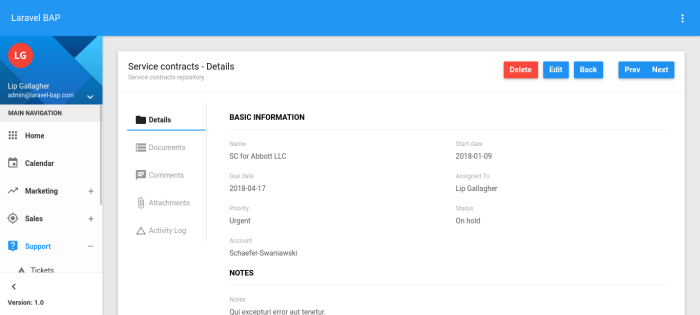 Laravel BAP
LG
Lip Gallagher
admin@laravel-bap.com
MAIN NAVIGATION
Home
Calendar
Marketing +
Sales +
Support −
Tickets
Version: 1.0
Service contracts - Details
Service contracts repository
Delete Edit Back Prev Next
Details
Documents
Comments
Attachments
Activity Log
BASIC INFORMATION
Name Start date
SC for Abbott LLC 2018-01-09
Due date Assigned To
2018-04-17 Lip Gallagher
Priority Status
Urgent On hold
Account
Schaefer-Swaniawski
NOTES
Notes
Qui excepturi error aut tenetur.